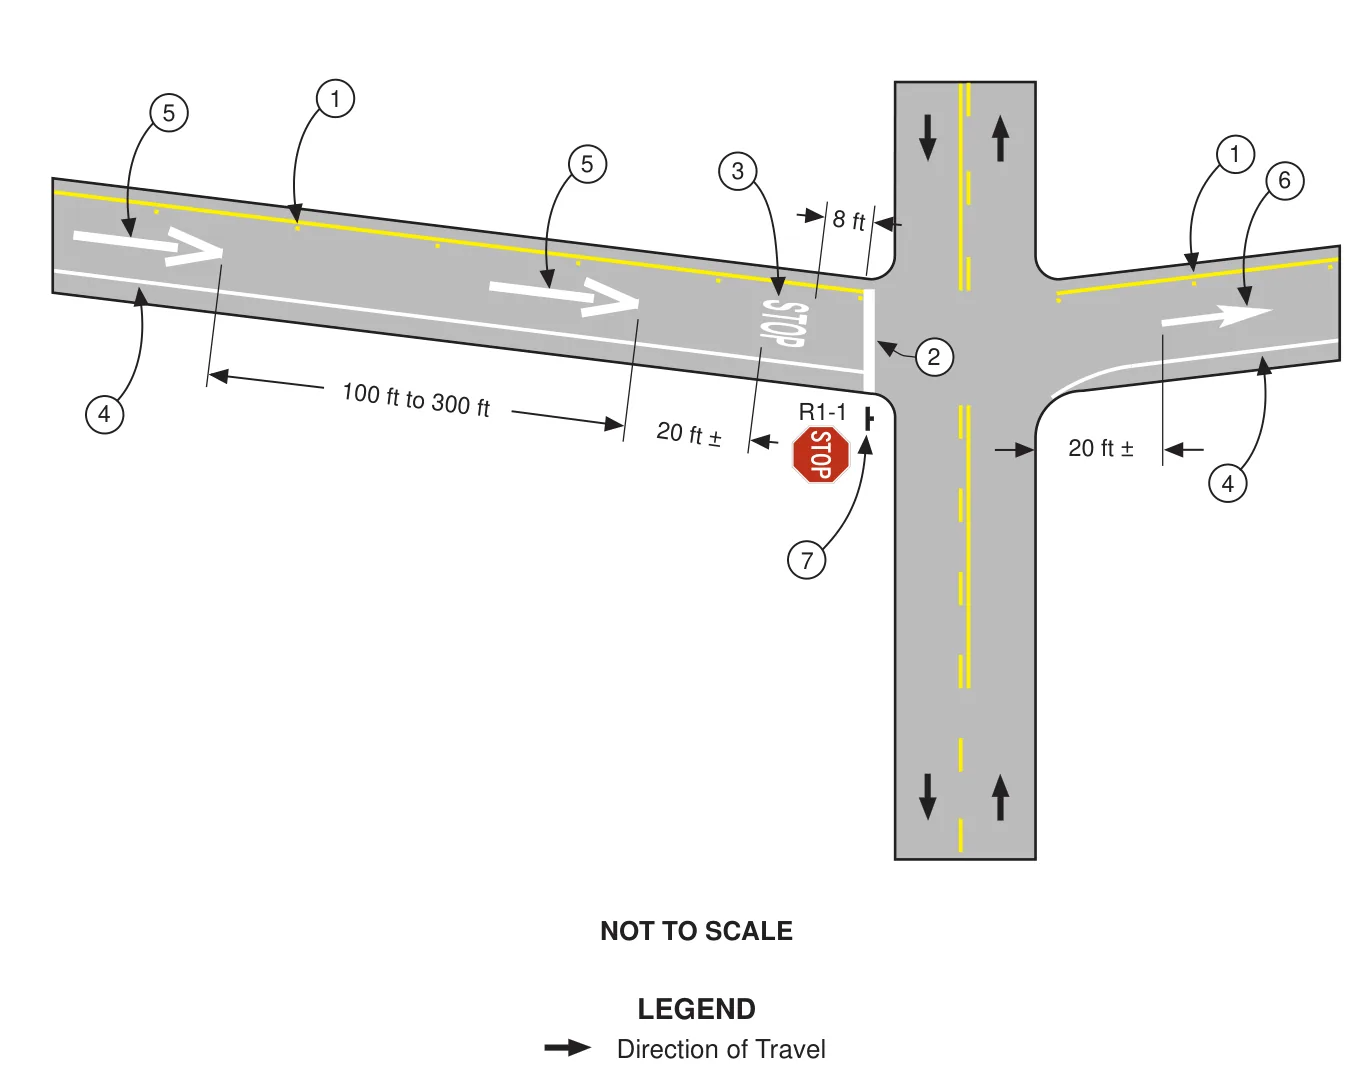 1
5
5
3
1
6
8 ft
STOP
2
100 ft to 300 ft
4
20 ft ±
R1-1
STOP
20 ft ±
4
7
NOT TO SCALE
LEGEND
Direction of Travel